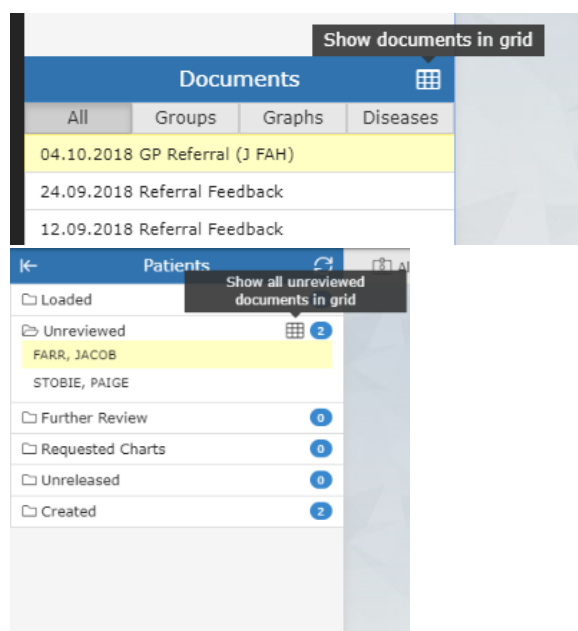 Show documents in grid
Documents
All Groups Graphs Diseases
04.10.2018 GP Referral (J FAH)
24.09.2018 Referral Feedback
12.09.2018 Referral Feedback
Patients
Show all unreviewed
documents in grid
Loaded
Unreviewed 2
FARR, JACOB
STOBIE, PAIGE
Further Review 0
Requested Charts 0
Unreleased 0
Created 2